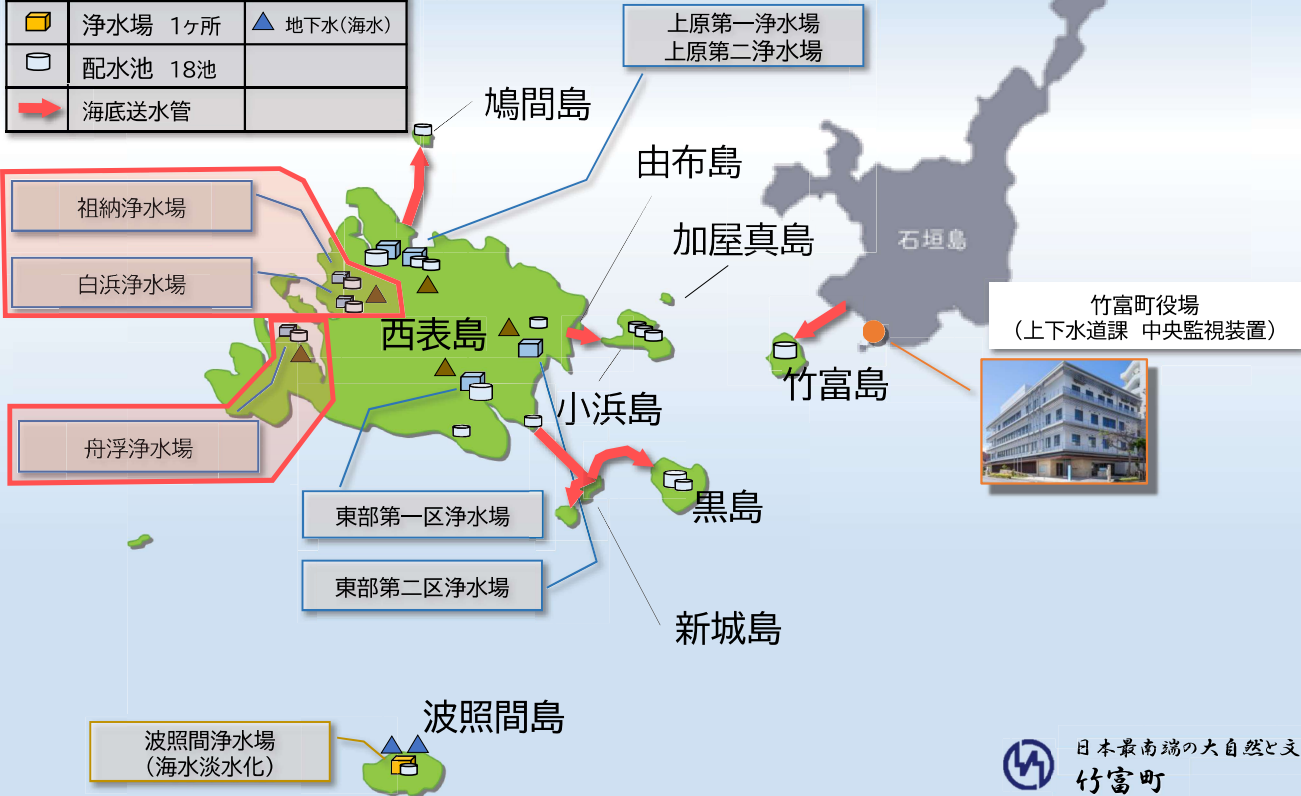 浄水場 1ヶ所
地下水(海水)
配水池 18池
海底送水管
上原第一浄水場
上原第二浄水場
鳩間島
由布島
加屋真島
石垣島
祖納浄水場
白浜浄水場
西表島
竹富町役場
(上下水道課 中央監視装置)
竹富島
小浜島
舟浮浄水場
黒島
東部第一区浄水場
東部第二区浄水場
新城島
波照間島
波照間浄水場
(海水淡水化)
日本最南端の大自然と文
竹富町